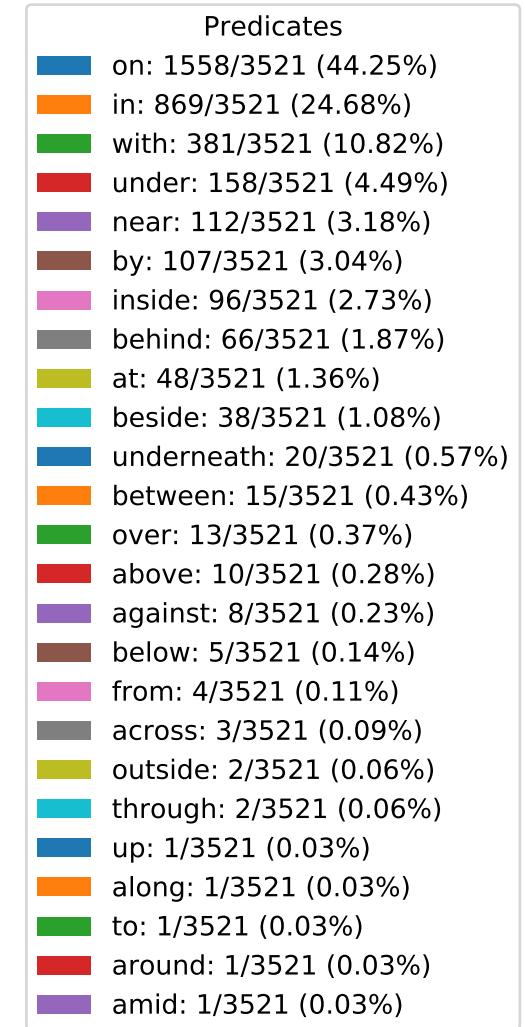 Predicates
on: 1558/3521 (44.25%)
in: 869/3521 (24.68%)
with: 381/3521 (10.82%)
under: 158/3521 (4.49%)
near: 112/3521 (3.18%)
by: 107/3521 (3.04%)
inside: 96/3521 (2.73%)
behind: 66/3521 (1.87%)
at: 48/3521 (1.36%)
beside: 38/3521 (1.08%)
underneath: 20/3521 (0.57%)
between: 15/3521 (0.43%)
over: 13/3521 (0.37%)
above: 10/3521 (0.28%)
against: 8/3521 (0.23%)
below: 5/3521 (0.14%)
from: 4/3521 (0.11%)
across: 3/3521 (0.09%)
outside: 2/3521 (0.06%)
through: 2/3521 (0.06%)
up: 1/3521 (0.03%)
along: 1/3521 (0.03%)
to: 1/3521 (0.03%)
around: 1/3521 (0.03%)
amid: 1/3521 (0.03%)